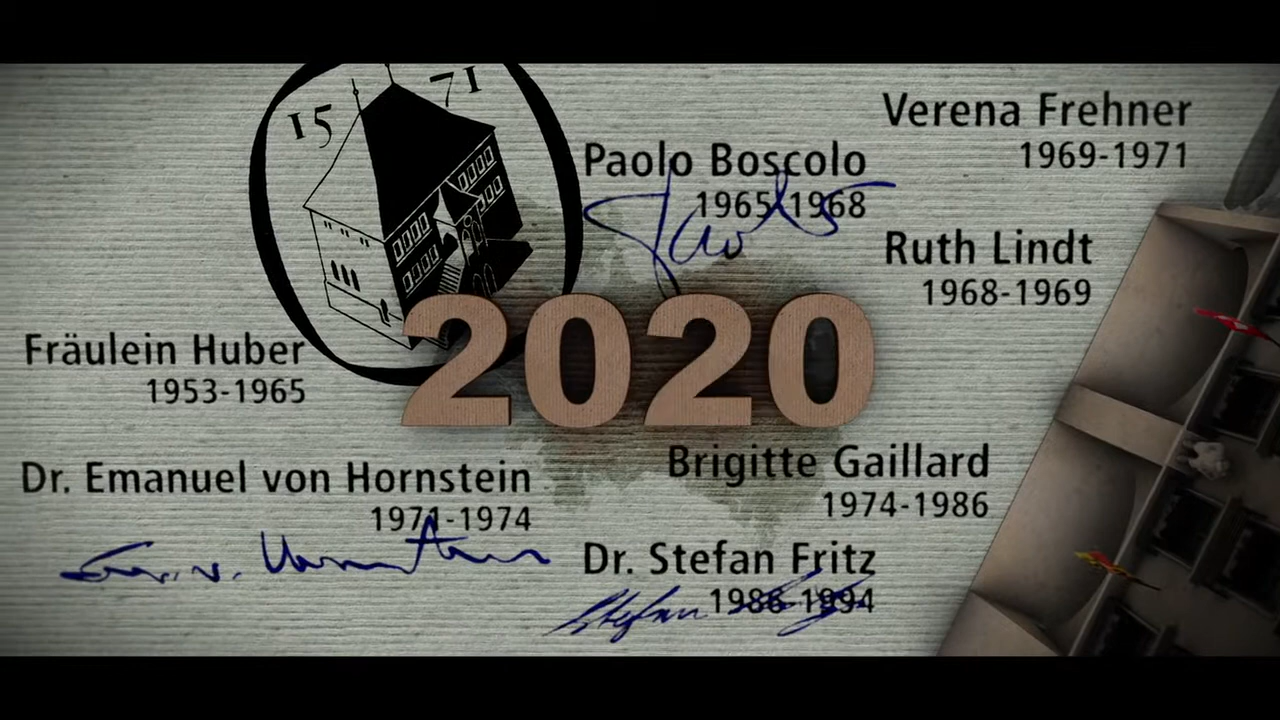 15 71
Verena Frehner
1969-1971
Paolo Boscolo
1965-1968
Ruth Lindt
1968-1969
2020
Fräulein Huber
1953-1965
Dr. Emanuel von Hornstein
1971-1974
Brigitte Gaillard
1974-1986
Dr. Stefan Fritz
1986-1994
Stefan